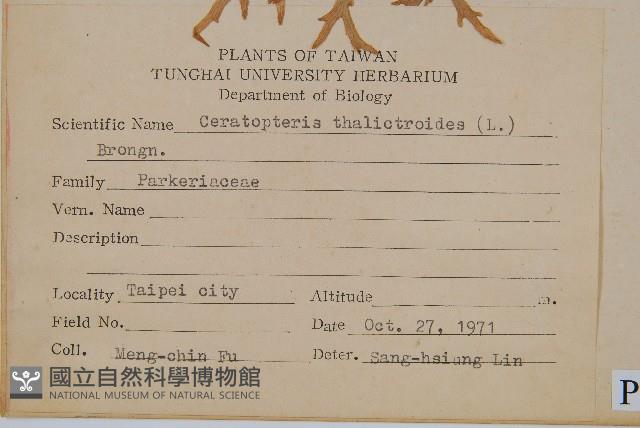 PLANTS OF TAIWAN
TUNGHAI UNIVERSITY HERBARIUM
Department of Biology
Scientific Name Ceratopteris thalictroides (L.)
Brongn.
Family Parkeriaceae
Vern. Name
Description
Locality Taipei city Altitude m.
Field No. Date Oct. 27, 1971
Coll. Meng-chin Fu Deter. Sang-hsiung Lin
國立自然科學博物館
NATIONAL MUSEUM OF NATURAL SCIENCE
P